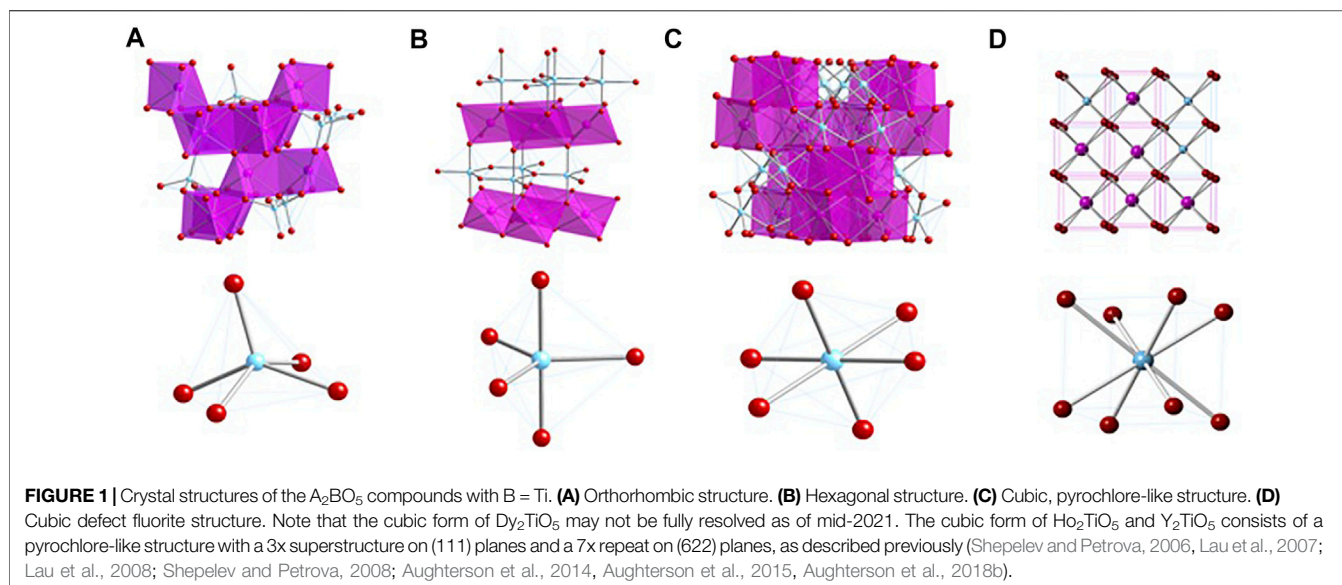 A B C D
FIGURE 1 | Crystal structures of the A₂BO₅ compounds with B = Ti. (A) Orthorhombic structure. (B) Hexagonal structure. (C) Cubic, pyrochlore-like structure. (D)
Cubic defect fluorite structure. Note that the cubic form of Dy₂TiO₅ may not be fully resolved as of mid-2021. The cubic form of Ho₂TiO₅ and Y₂TiO₅ consists of a
pyrochlore-like structure with a 3x superstructure on (111) planes and a 7x repeat on (622) planes, as described previously (Shepelev and Petrova, 2006, Lau et al., 2007;
Lau et al., 2008; Shepelev and Petrova, 2008; Aughterson et al., 2014, Aughterson et al., 2015, Aughterson et al., 2018b).